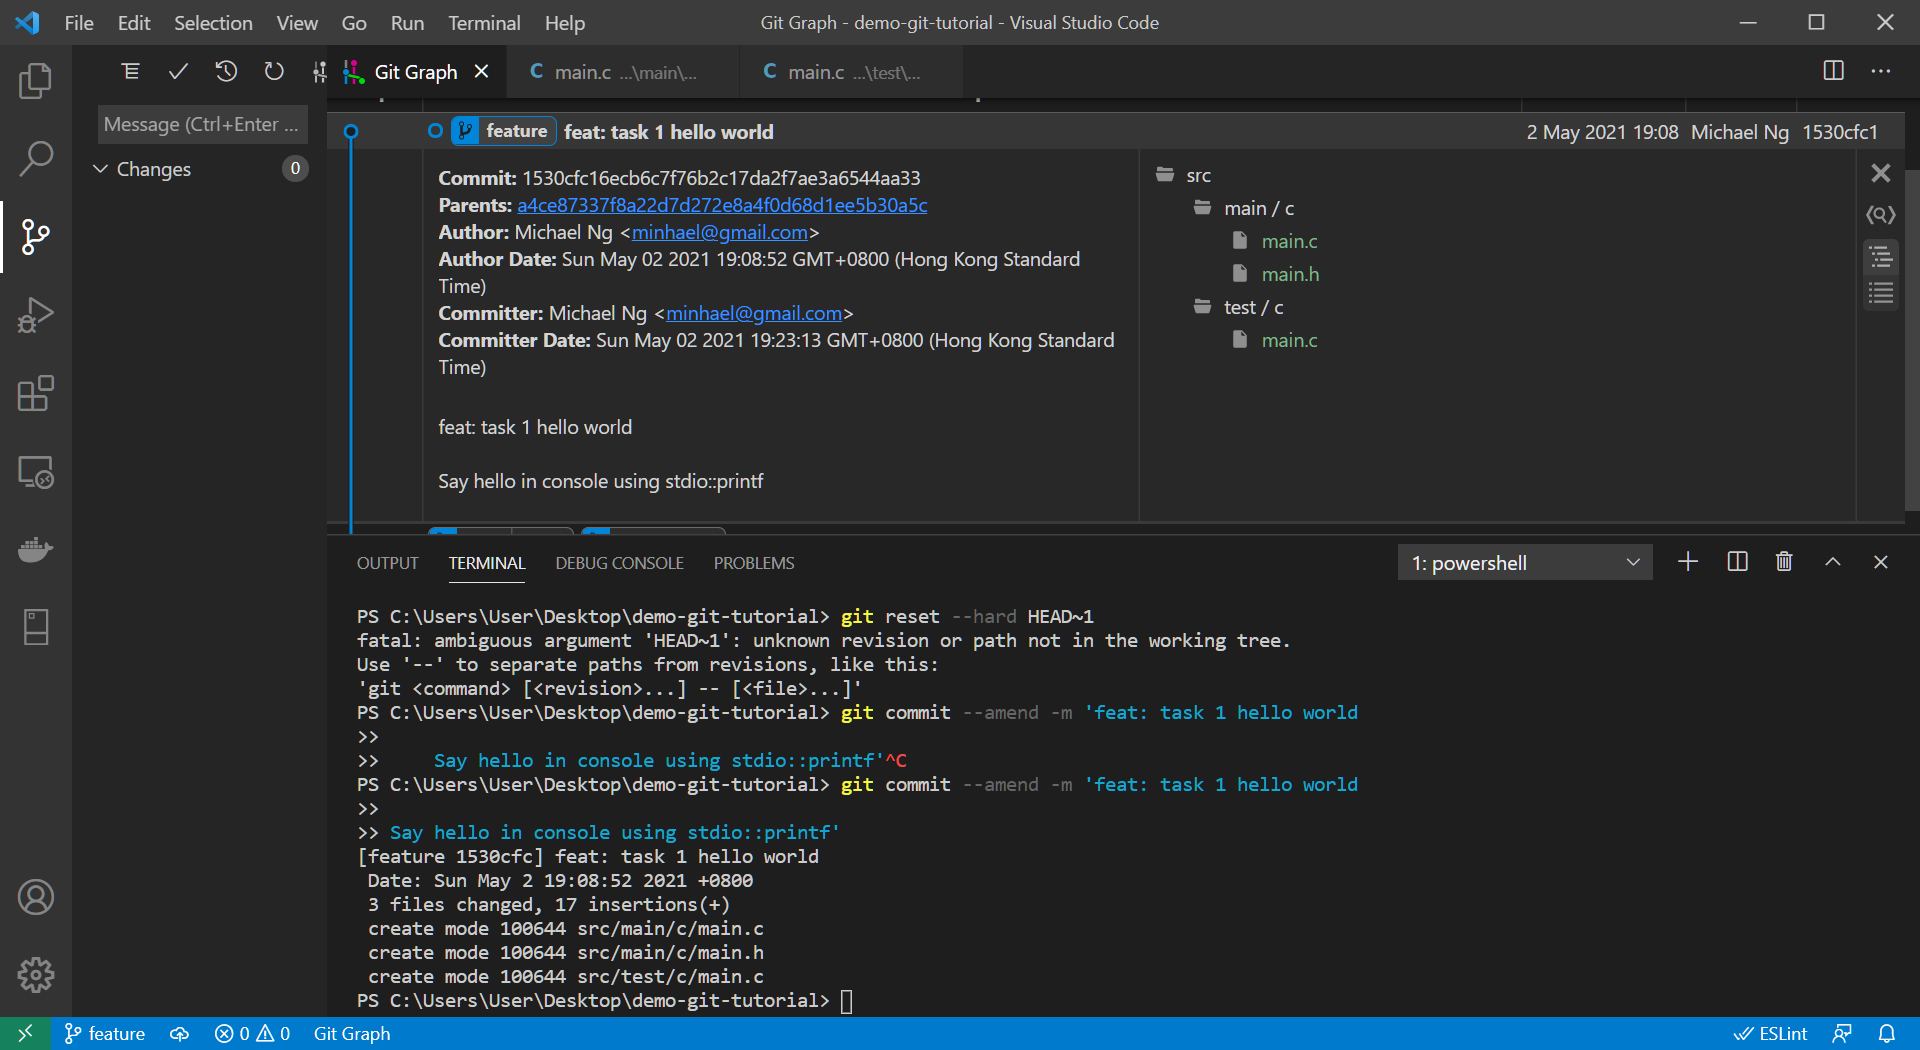 File Edit Selection View Go Run Terminal Help
Git Graph - demo-git-tutorial - Visual Studio Code
Git Graph
main.c ...\main\...
main.c ...\test\...
Message (Ctrl+Enter ...
Changes 0
feature feat: task 1 hello world 2 May 2021 19:08 Michael Ng 1530cfc1
Commit: 1530cfc16ecb6c7f76b2c17da2f7ae3a6544aa33
Parents: a4ce87337f8a22d7d272e8a4f0d68d1ee5b30a5c
Author: Michael Ng <minhael@gmail.com>
Author Date: Sun May 02 2021 19:08:52 GMT+0800 (Hong Kong Standard
Time)
Committer: Michael Ng <minhael@gmail.com>
Committer Date: Sun May 02 2021 19:23:13 GMT+0800 (Hong Kong Standard
Time)
feat: task 1 hello world
Say hello in console using stdio::printf
src
main / c
main.c
main.h
test / c
main.c
OUTPUT TERMINAL DEBUG CONSOLE PROBLEMS
1: powershell
PS C:\Users\User\Desktop\demo-git-tutorial> git reset --hard HEAD~1
fatal: ambiguous argument 'HEAD~1': unknown revision or path not in the working tree.
Use '--' to separate paths from revisions, like this:
'git <command> [<revision>...] -- [<file>...]'
PS C:\Users\User\Desktop\demo-git-tutorial> git commit --amend -m 'feat: task 1 hello world
>>
>>     Say hello in console using stdio::printf'^C
PS C:\Users\User\Desktop\demo-git-tutorial> git commit --amend -m 'feat: task 1 hello world
>>
>> Say hello in console using stdio::printf'
[feature 1530cfc] feat: task 1 hello world
Date: Sun May 2 19:08:52 2021 +0800
3 files changed, 17 insertions(+)
create mode 100644 src/main/c/main.c
create mode 100644 src/main/c/main.h
create mode 100644 src/test/c/main.c
PS C:\Users\User\Desktop\demo-git-tutorial>
feature 0 0 Git Graph
ESLint